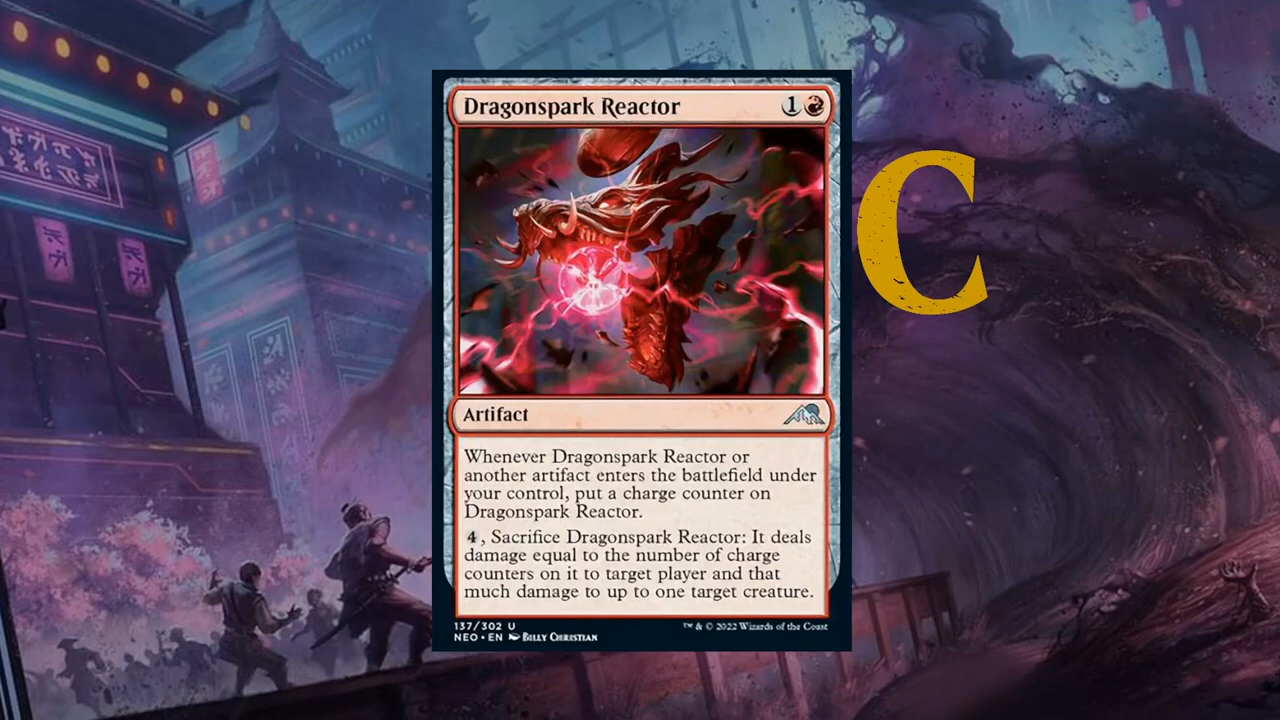 Dragonspark Reactor 1
C
Artifact
Whenever Dragonspark Reactor or
another artifact enters the battlefield under
your control, put a charge counter on
Dragonspark Reactor.
4, Sacrifice Dragonspark Reactor: It deals
damage equal to the number of charge
counters on it to target player and that
much damage to up to one target creature.
137/302 U
NEO • EN Billy Christian
™ & © 2022 Wizards of the Coast